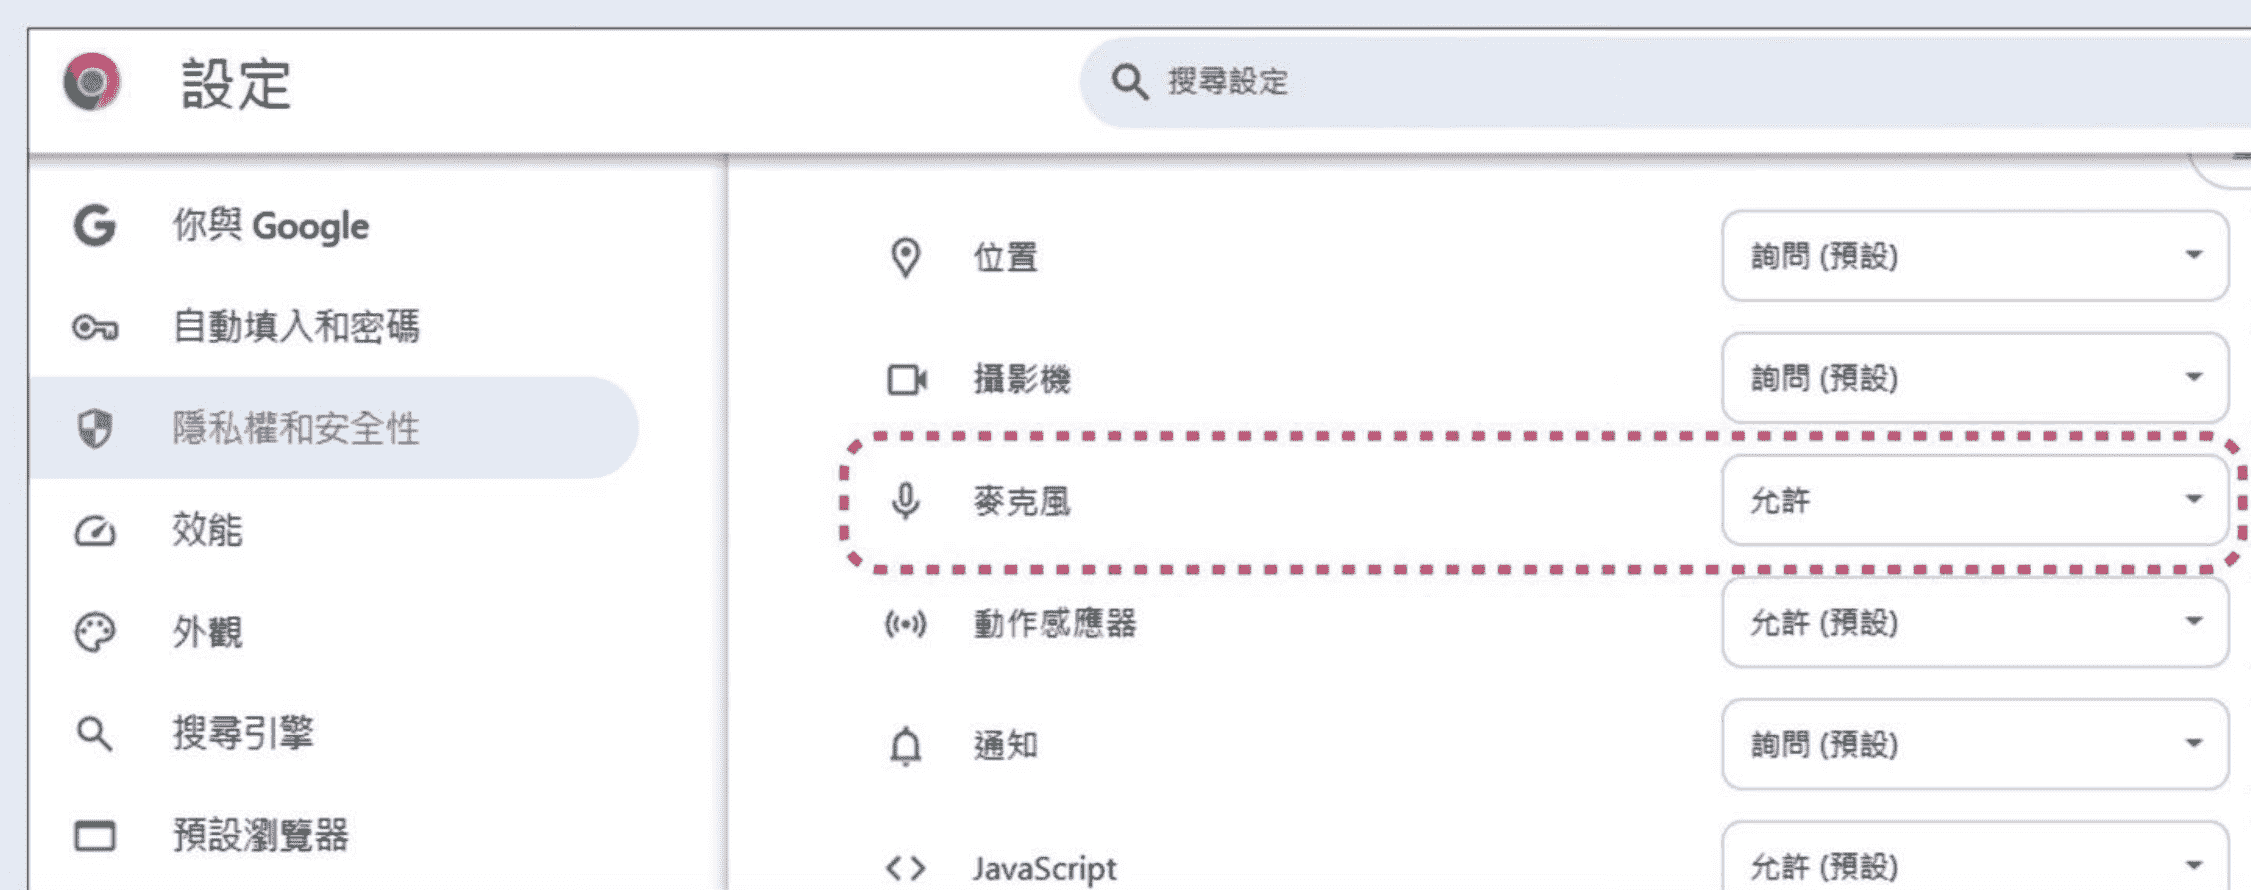 設定
搜尋設定
你與 Google
自動填入和密碼
隱私權和安全性
效能
外觀
搜尋引擎
預設瀏覽器
位置 詢問 (預設)
攝影機 詢問 (預設)
麥克風 允許
動作感應器 允許 (預設)
通知 詢問 (預設)
JavaScript 允許 (預設)